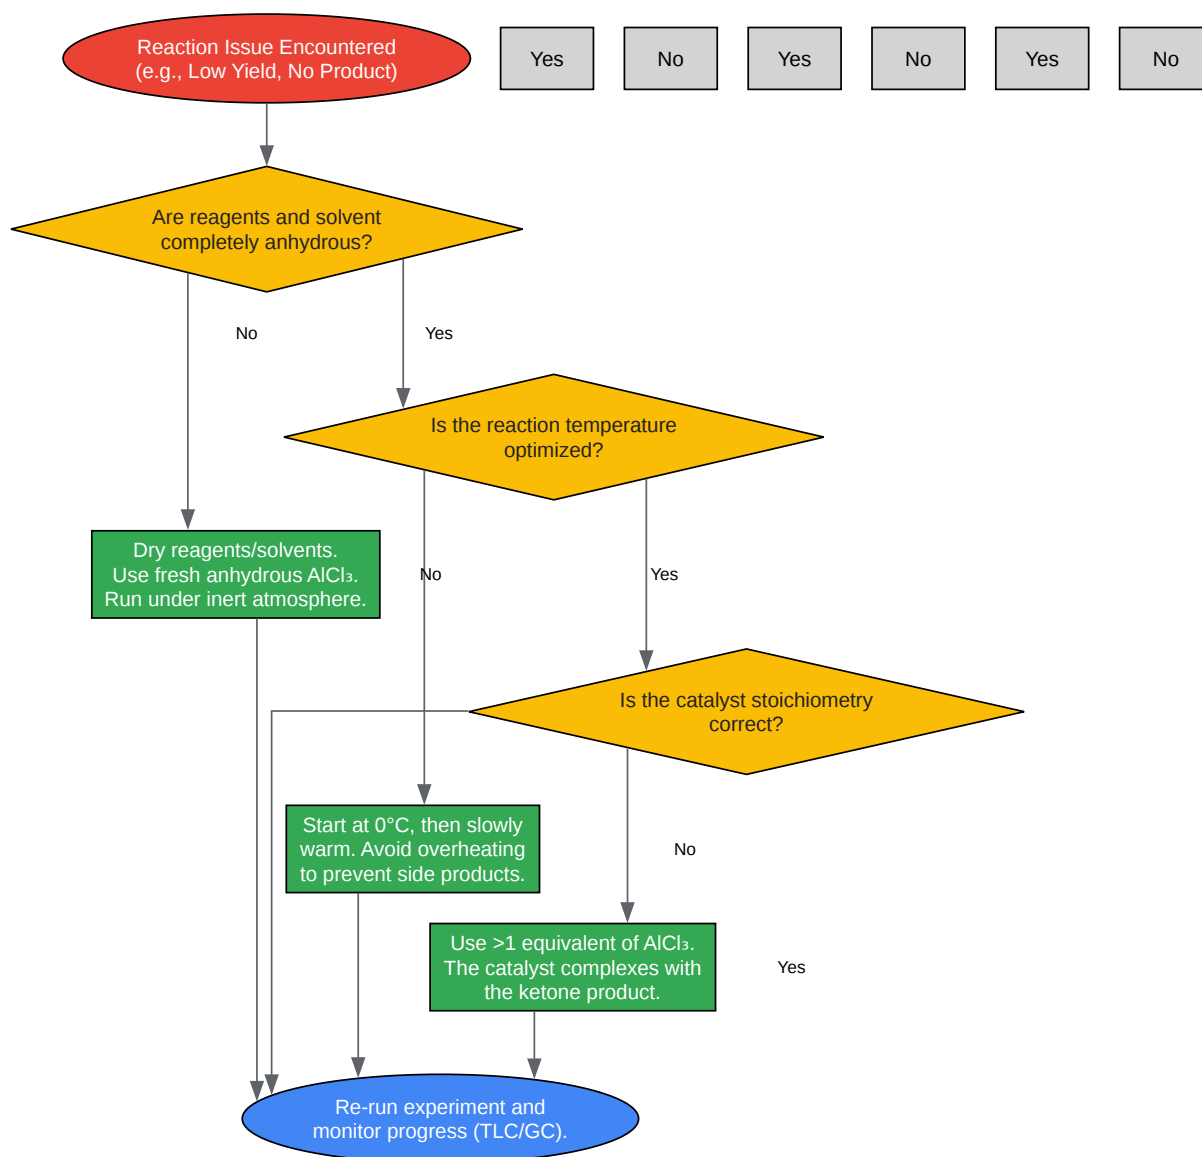 Reaction Issue Encountered
(e.g., Low Yield, No Product)
Yes
No
Yes
No
Yes
No
Are reagents and solvent
completely anhydrous?
No
Yes
Is the reaction temperature
optimized?
Dry reagents/solvents.
Use fresh anhydrous AlCl₃.
Run under inert atmosphere.
No
Yes
Is the catalyst stoichiometry
correct?
Start at 0°C, then slowly
warm. Avoid overheating
to prevent side products.
No
Use >1 equivalent of AlCl₃.
The catalyst complexes with
the ketone product.
Yes
Re-run experiment and
monitor progress (TLC/GC).